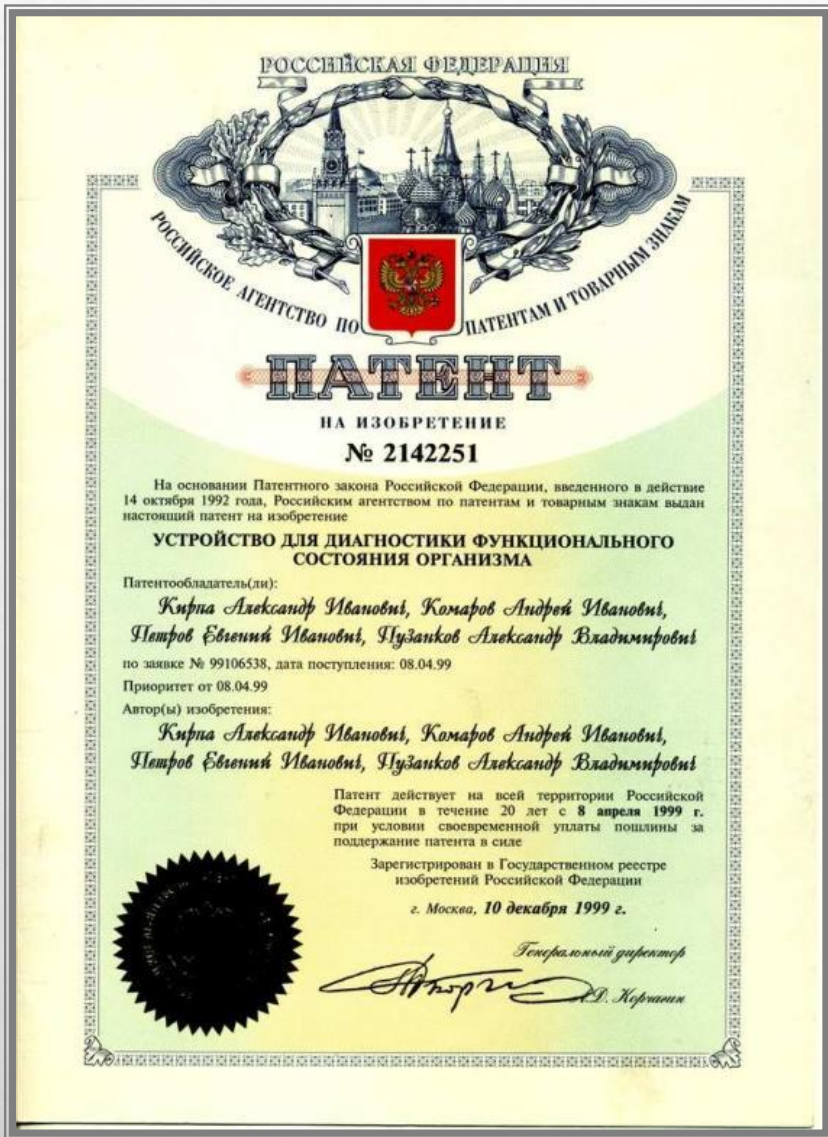 РОССИЙСКАЯ ФЕДЕРАЦИЯ
РОССИЙСКОЕ АГЕНТСТВО ПО ПАТЕНТАМ И ТОВАРНЫМ ЗНАКАМ
ПАТЕНТ
НА ИЗОБРЕТЕНИЕ
№ 2142251
На основании Патентного закона Российской Федерации, введенного в действие
14 октября 1992 года, Российским агентством по патентам и товарным знакам выдан
настоящий патент на изобретение
УСТРОЙСТВО ДЛЯ ДИАГНОСТИКИ ФУНКЦИОНАЛЬНОГО
СОСТОЯНИЯ ОРГАНИЗМА
Патентообладатель(ли):
Кирпа Александр Иванович, Комаров Андрей Иванович,
Петров Евгений Иванович, Пузанков Александр Владимирович
по заявке № 99106538, дата поступления: 08.04.99
Приоритет от 08.04.99
Автор(ы) изобретения:
Кирпа Александр Иванович, Комаров Андрей Иванович,
Петров Евгений Иванович, Пузанков Александр Владимирович
Патент действует на всей территории Российской
Федерации в течение 20 лет с 8 апреля 1999 г.
при условии своевременной уплаты пошлины за
поддержание патента в силе
Зарегистрирован в Государственном реестре
изобретений Российской Федерации
г. Москва, 10 декабря 1999 г.
Генеральный директор
А.Д. Корчагин